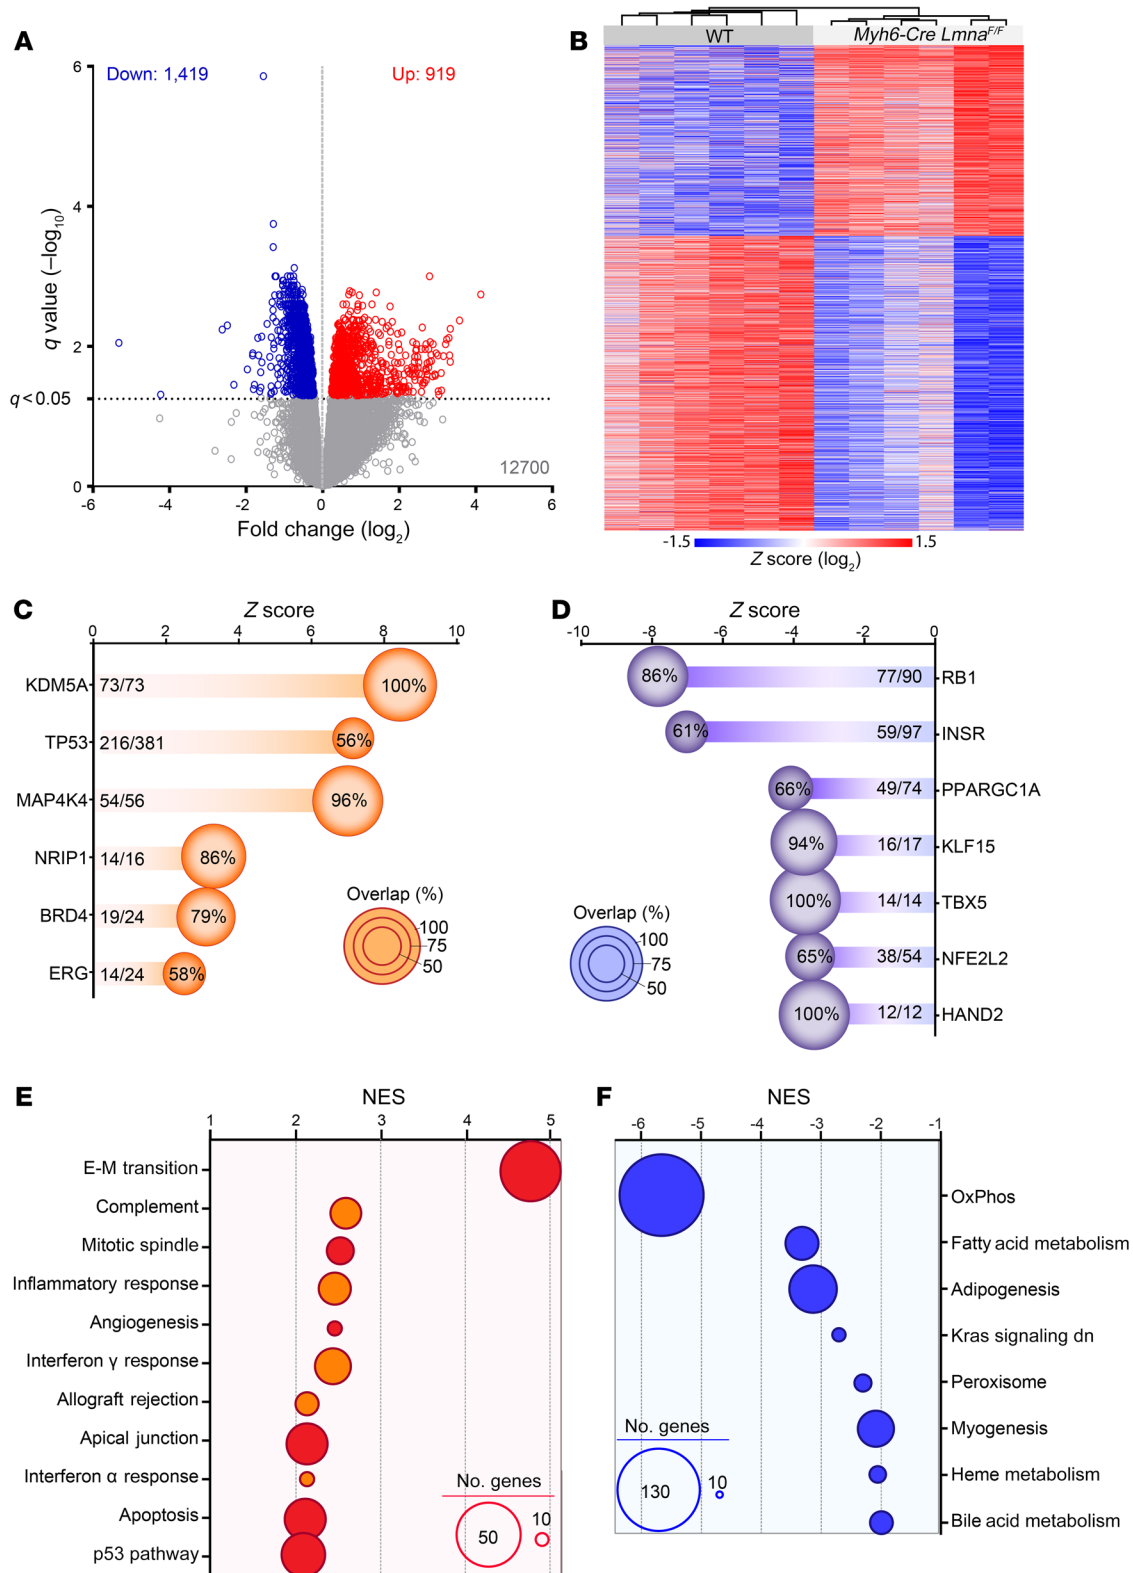 A
6
Down: 1,419
Up: 919
4
2
q < 0.05
0
q value (–log10)
12700
-6
-4
-2
0
2
4
6
Fold change (log2)
B
WT
Myh6-Cre LmnaF/F
-1.5
1.5
Z score (log2)
C
Z score
0
2
4
6
8
10
KDM5A
73/73
100%
TP53
216/381
56%
MAP4K4
54/56
96%
NRIP1
14/16
86%
BRD4
19/24
79%
ERG
14/24
58%
Overlap (%)
100
75
50
D
Z score
-10
-8
-6
-4
-2
0
86%
77/90
RB1
61%
59/97
INSR
66%
49/74
PPARGC1A
94%
16/17
KLF15
100%
14/14
TBX5
65%
38/54
NFE2L2
100%
12/12
HAND2
Overlap (%)
100
75
50
E
NES
1
2
3
4
5
E-M transition
Complement
Mitotic spindle
Inflammatory response
Angiogenesis
Interferon γ response
Allograft rejection
Apical junction
Interferon α response
Apoptosis
p53 pathway
No. genes
50
10
F
NES
-6
-5
-4
-3
-2
-1
OxPhos
Fatty acid metabolism
Adipogenesis
Kras signaling dn
Peroxisome
Myogenesis
Heme metabolism
Bile acid metabolism
No. genes
130
10